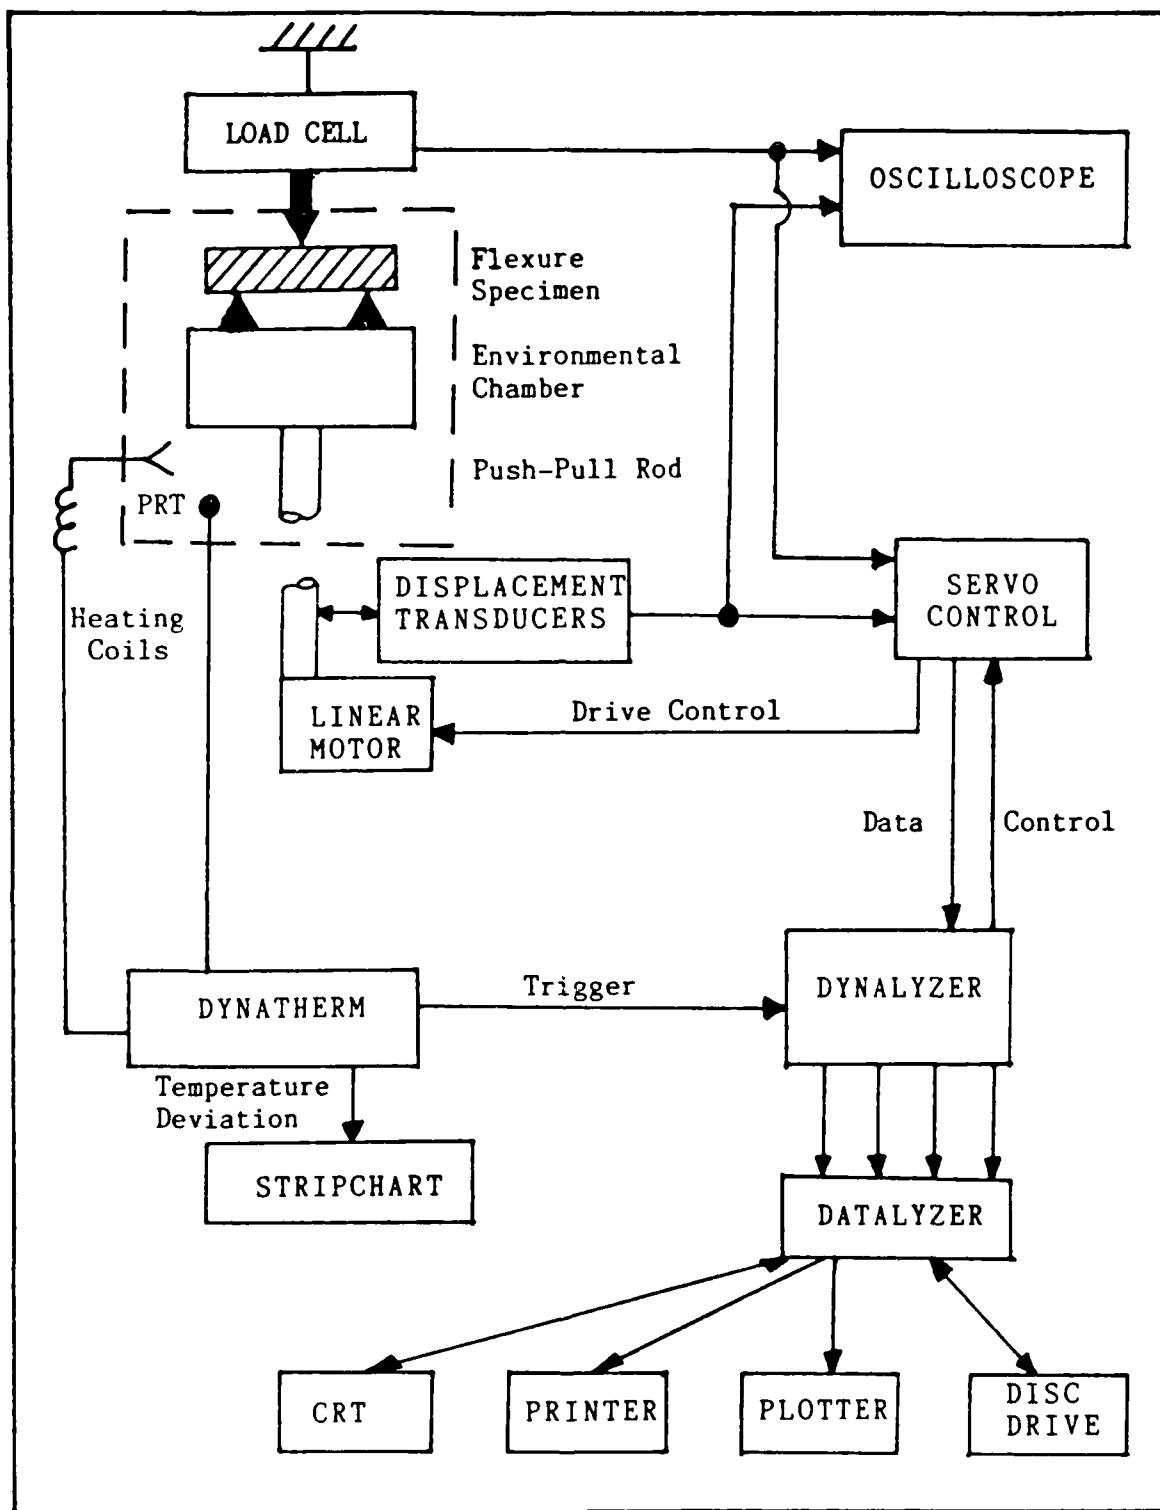 LOAD CELL
OSCILLOSCOPE
Flexure
Specimen
Environmental
Chamber
Push-Pull Rod
PRT
Heating
Coils
DISPLACEMENT
TRANSDUCERS
SERVO
CONTROL
LINEAR
MOTOR
Drive Control
Data
Control
DYNATHERM
Trigger
DYNALYZER
Temperature
Deviation
STRIPCHART
DATALYZER
CRT
PRINTER
PLOTTER
DISC
DRIVE